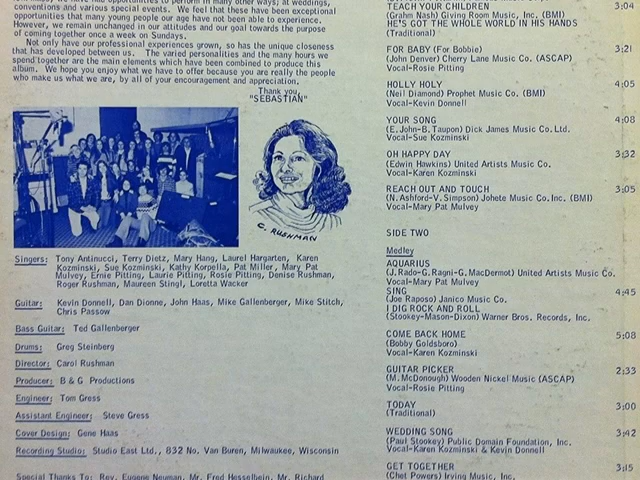 opportunities to perform in many other ways; at weddings,
conventions and various special events. We feel that these have been exceptional
opportunities that many young people our age have not been able to experience.
However, we remain unchanged in our attitudes and our goal towards the purpose
of coming together once a week on Sundays.
Not only have our professional experiences grown, so has the unique closeness
that has developed between us. The varied personalities and the many hours we
spend together are the main elements which have been combined to produce this
album. We hope you enjoy what we have to offer because you are really the people
who make us what we are, by all of your encouragement and appreciation.
Thank you,
"SEBASTIAN"
C. RUSHMAN
Singers: Tony Antinucci, Terry Dietz, Mary Hang, Laurel Hargarten, Karen
Kozminski, Sue Kozminski, Kathy Korpella, Pat Miller, Mary Pat
Mulvey, Ernie Pitting, Laurie Pitting, Rosie Pitting, Denise Rushman,
Roger Rushman, Maureen Stingl, Loretta Wacker
Guitar: Kevin Donnell, Dan Dionne, John Haas, Mike Gallenberger, Mike Stitch,
Chris Passow
Bass Guitar: Ted Gallenberger
Drums: Greg Steinberg
Director: Carol Rushman
Producer: B & G Productions
Engineer: Tom Gress
Assistant Engineer: Steve Gress
Cover Design: Gene Haas
Recording Studio: Studio East Ltd., 832 No. Van Buren, Milwaukee, Wisconsin
Special Thanks To: Rev. Eugene Newman, Mr. Fred Hesselbein, Mr. Richard
TEACH YOUR CHILDREN 3:04
(Grahm Nash) Giving Room Music, Inc. (BMI)
HE'S GOT THE WHOLE WORLD IN HIS HANDS
(Traditional)
FOR BABY (For Bobbie) 3:21
(John Denver) Cherry Lane Music Co. (ASCAP)
Vocal-Rosie Pitting
HOLLY HOLY 4:05
(Neil Diamond) Prophet Music Co. (BMI)
Vocal-Kevin Donnell
YOUR SONG 4:08
(E. John-B. Taupon) Dick James Music Co. Ltd.
Vocal-Sue Kozminski
OH HAPPY DAY 3:32
(Edwin Hawkins) United Artists Music Co.
Vocal-Karen Kozminski
REACH OUT AND TOUCH 3:05
(N. Ashford-V. Simpson) Johete Music Co. Inc. (BMI)
Vocal-Mary Pat Mulvey
SIDE TWO
Medley
AQUARIUS
(J. Rado-G. Ragni-G. MacDermot) United Artists Music Co.
Vocal-Mary Pat Mulvey
SING 4:45
(Joe Raposo) Janico Music Co.
I DIG ROCK AND ROLL
(Stookey-Mason-Dixon) Warner Bros. Records, Inc.
COME BACK HOME 5:08
(Bobby Goldsboro)
Vocal-Karen Kozminski
GUITAR PICKER 2:33
(M. McDonough) Wooden Nickel Music (ASCAP)
Vocal-Karen Kozminski
TODAY 3:00
(Traditional)
WEDDING SONG 3:42
(Paul Stookey) Public Domain Foundation, Inc.
Vocal-Karen Kozminski & Kevin Donnell
GET TOGETHER 3:15
(Chet Powers) Irving Music, Inc.